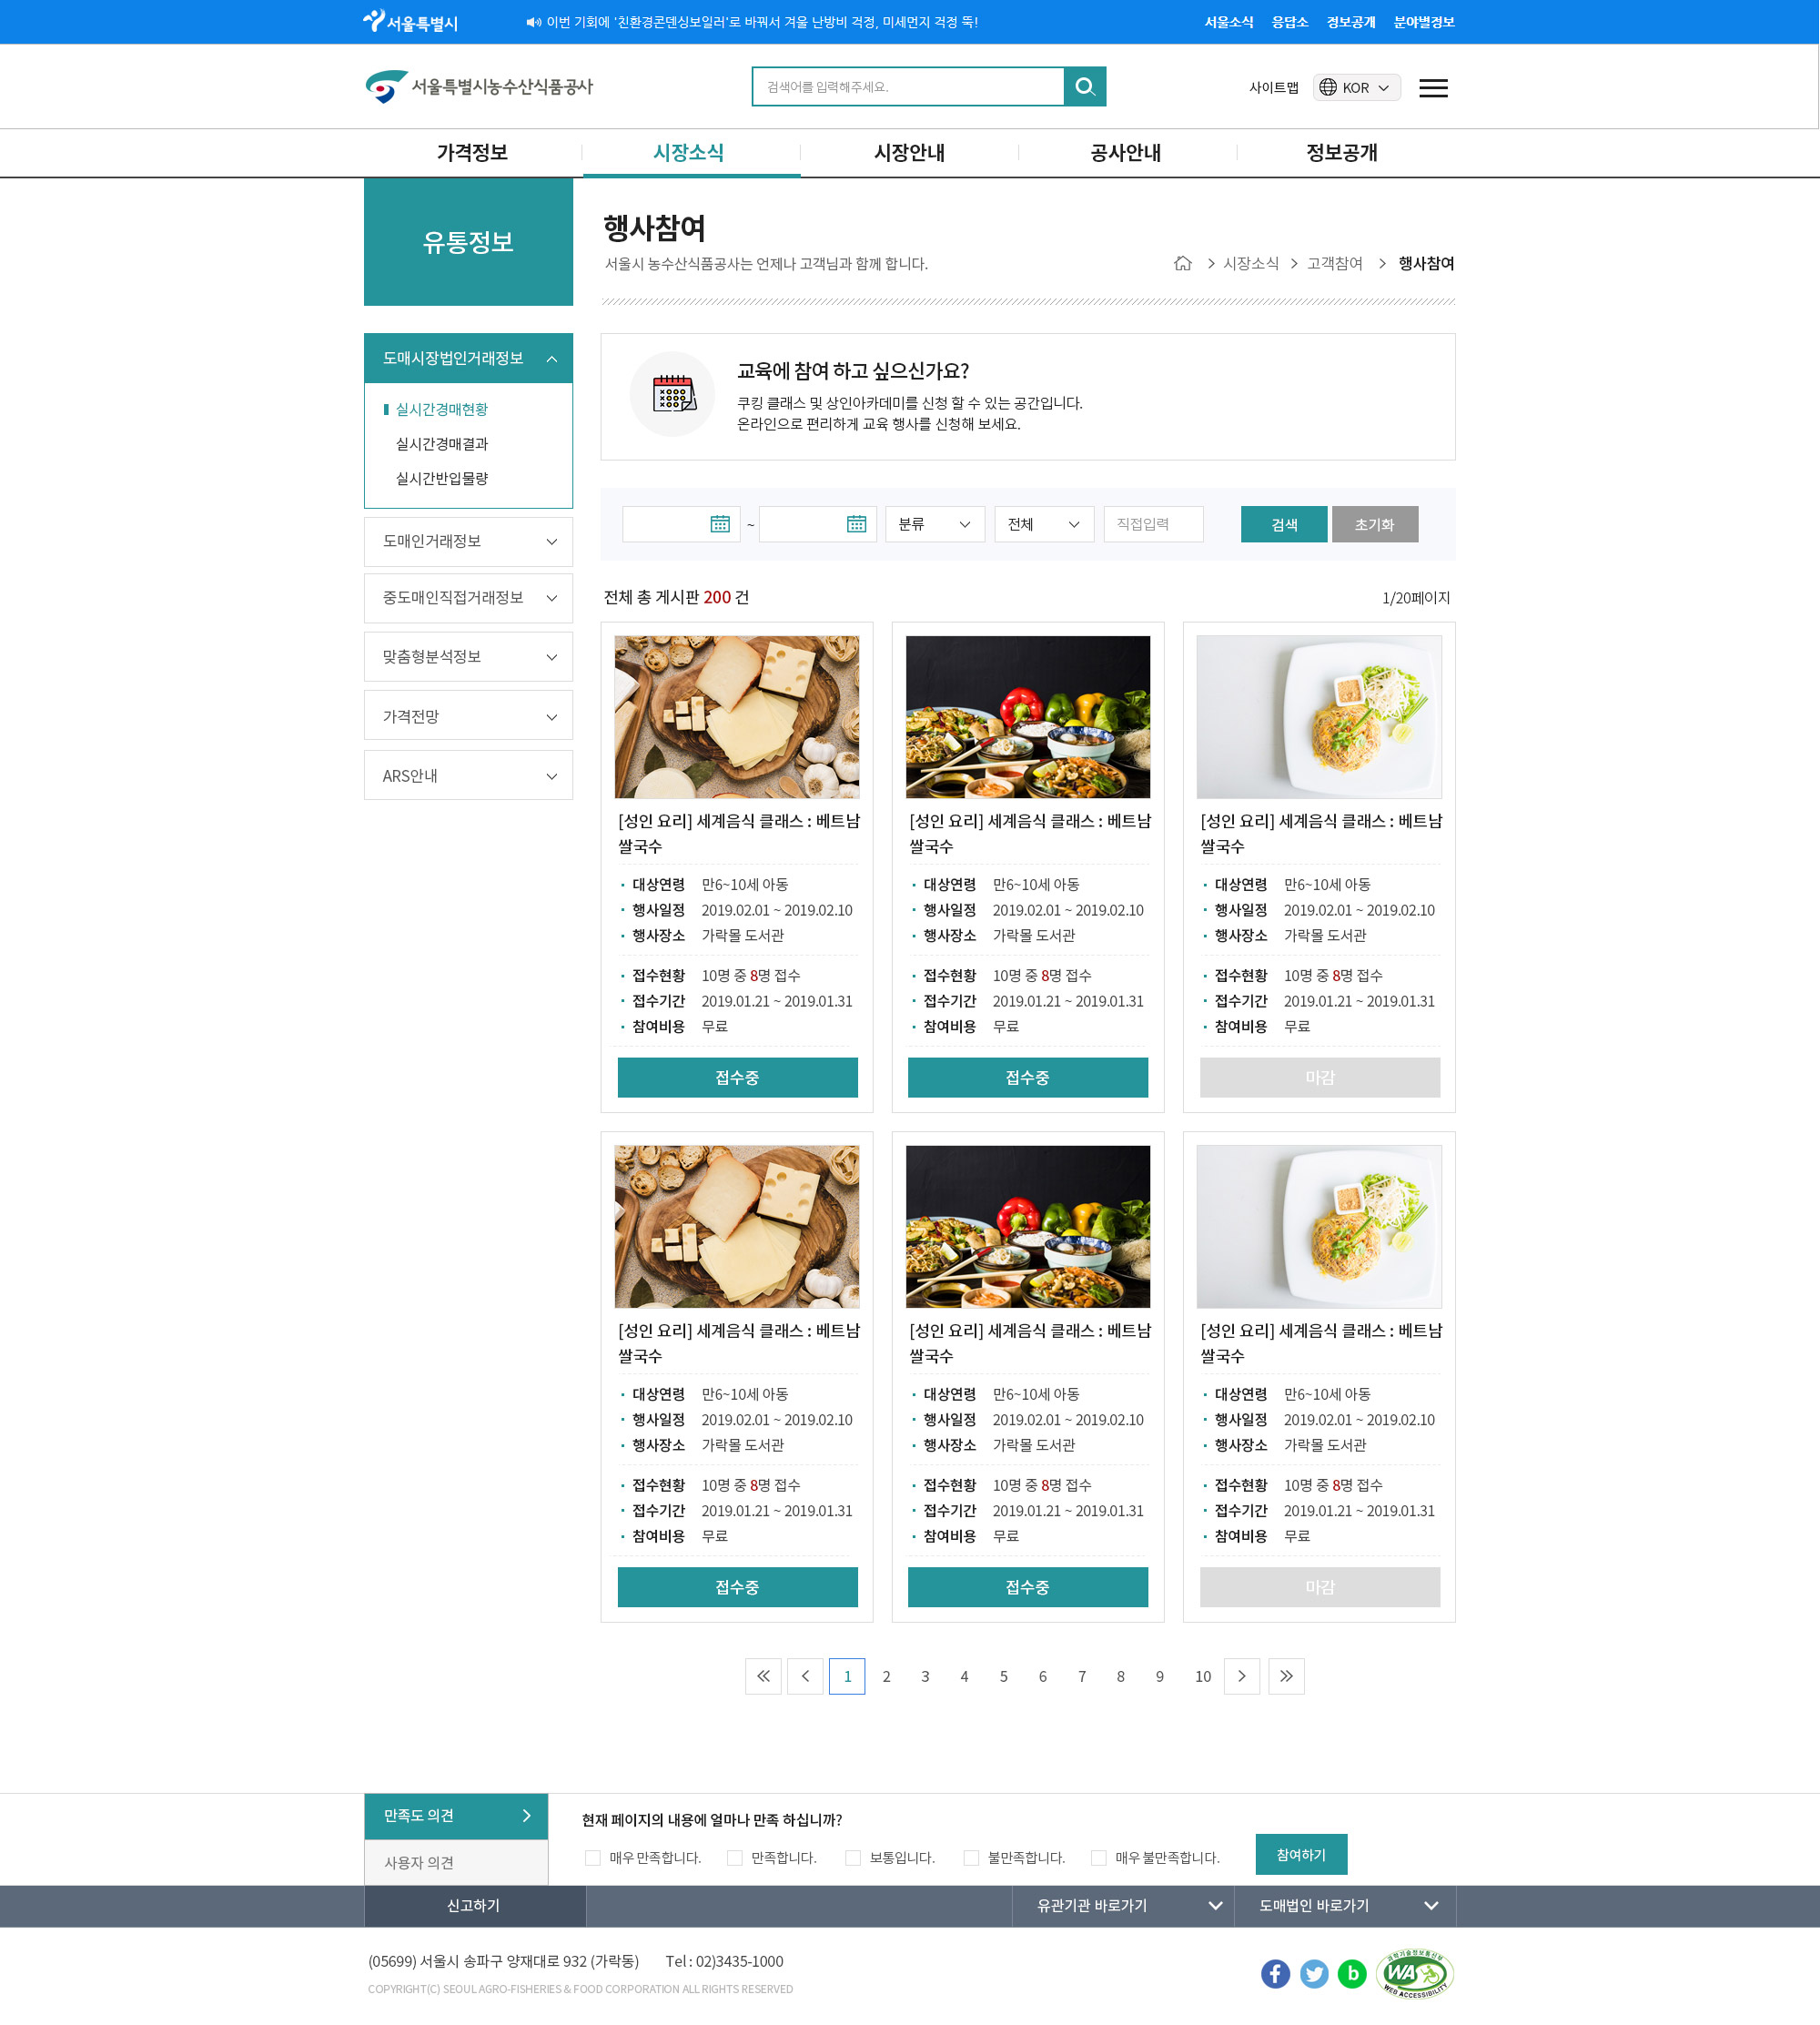 서울특별시
이번 기회에 '친환경콘덴싱보일러'로 바꿔서 겨울 난방비 걱정, 미세먼지 걱정 뚝!
서울소식 응답소 정보공개 분야별정보
서울특별시농수산식품공사
검색어를 입력해주세요.
사이트맵 KOR
가격정보 시장소식 시장안내 공사안내 정보공개
유통정보
행사참여
서울시 농수산식품공사는 언제나 고객님과 함께 합니다.
시장소식 고객참여 행사참여
도매시장법인거래정보
실시간경매현황
실시간경매결과
실시간반입물량
도매인거래정보
중도매인직접거래정보
맞춤형분석정보
가격전망
ARS안내
교육에 참여 하고 싶으신가요?
쿠킹 클래스 및 상인아카데미를 신청 할 수 있는 공간입니다.
온라인으로 편리하게 교육 행사를 신청해 보세요.
~ 분류 전체 직접입력 검색 초기화
전체 총 게시판 200 건
1/20페이지
[성인 요리] 세계음식 클래스 : 베트남
쌀국수
대상연령 만6~10세 아동
행사일정 2019.02.01 ~ 2019.02.10
행사장소 가락몰 도서관
접수현황 10명 중 8명 접수
접수기간 2019.01.21 ~ 2019.01.31
참여비용 무료
접수중
[성인 요리] 세계음식 클래스 : 베트남
쌀국수
대상연령 만6~10세 아동
행사일정 2019.02.01 ~ 2019.02.10
행사장소 가락몰 도서관
접수현황 10명 중 8명 접수
접수기간 2019.01.21 ~ 2019.01.31
참여비용 무료
접수중
[성인 요리] 세계음식 클래스 : 베트남
쌀국수
대상연령 만6~10세 아동
행사일정 2019.02.01 ~ 2019.02.10
행사장소 가락몰 도서관
접수현황 10명 중 8명 접수
접수기간 2019.01.21 ~ 2019.01.31
참여비용 무료
마감
[성인 요리] 세계음식 클래스 : 베트남
쌀국수
대상연령 만6~10세 아동
행사일정 2019.02.01 ~ 2019.02.10
행사장소 가락몰 도서관
접수현황 10명 중 8명 접수
접수기간 2019.01.21 ~ 2019.01.31
참여비용 무료
접수중
[성인 요리] 세계음식 클래스 : 베트남
쌀국수
대상연령 만6~10세 아동
행사일정 2019.02.01 ~ 2019.02.10
행사장소 가락몰 도서관
접수현황 10명 중 8명 접수
접수기간 2019.01.21 ~ 2019.01.31
참여비용 무료
접수중
[성인 요리] 세계음식 클래스 : 베트남
쌀국수
대상연령 만6~10세 아동
행사일정 2019.02.01 ~ 2019.02.10
행사장소 가락몰 도서관
접수현황 10명 중 8명 접수
접수기간 2019.01.21 ~ 2019.01.31
참여비용 무료
마감
1 2 3 4 5 6 7 8 9 10
만족도 의견
사용자 의견
현재 페이지의 내용에 얼마나 만족 하십니까?
매우 만족합니다. 만족합니다. 보통입니다. 불만족합니다. 매우 불만족합니다.
참여하기
신고하기 유관기관 바로가기 도매법인 바로가기
(05699) 서울시 송파구 양재대로 932 (가락동) Tel : 02)3435-1000
COPYRIGHT(C) SEOUL AGRO-FISHERIES & FOOD CORPORATION ALL RIGHTS RESERVED
f b
과학기술정보통신부
WA
WEB ACCESSIBILITY